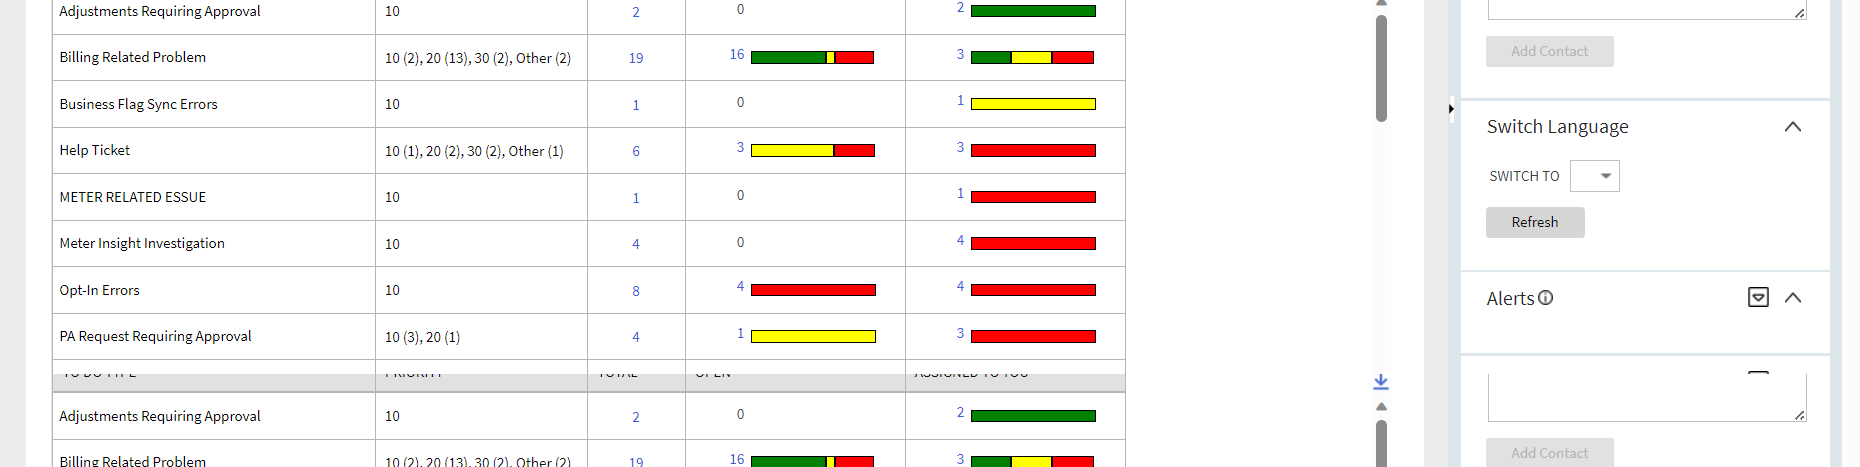 Adjustments Requiring Approval 10 2 0 2
Billing Related Problem 10 (2), 20 (13), 30 (2), Other (2) 19 16 3
Business Flag Sync Errors 10 1 0 1
Help Ticket 10 (1), 20 (2), 30 (2), Other (1) 6 3 3
METER RELATED ESSUE 10 1 0 1
Meter Insight Investigation 10 4 0 4
Opt-In Errors 10 8 4 4
PA Request Requiring Approval 10 (3), 20 (1) 4 1 3
TO DO TYPE PRIORITY TOTAL OPEN ASSIGNED TO YOU
Adjustments Requiring Approval 10 2 0 2
Billing Related Problem 10 (2), 20 (13), 30 (2), Other (2) 19 16 3
Add Contact
Switch Language
SWITCH TO
Refresh
Alerts
Add Contact